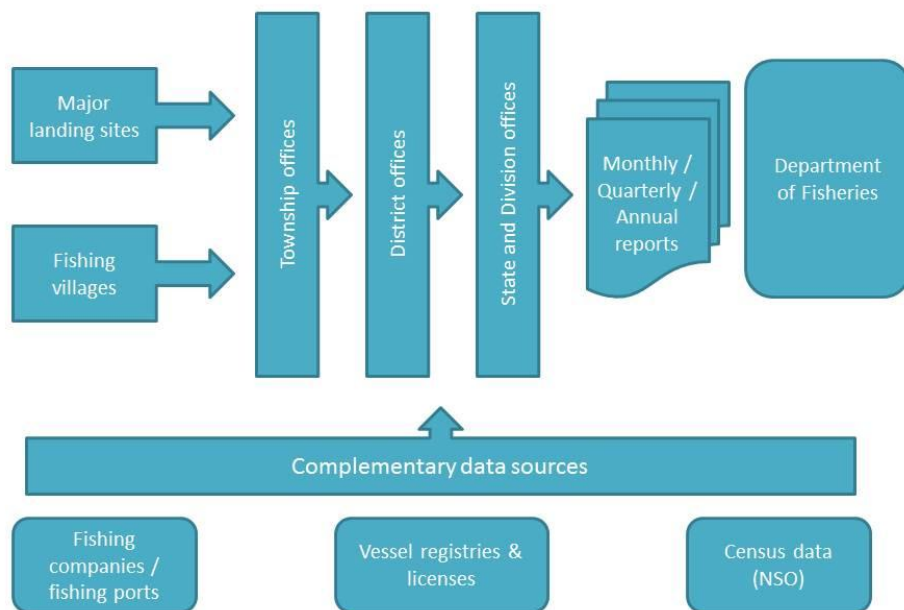 Major
landing sites
Fishing
villages
Township offices
District offices
State and Division offices
Monthly /
Quarterly /
Annual
reports
Department
of Fisheries
Complementary data sources
Fishing
companies /
fishing ports
Vessel registries &
licenses
Census data
(NSO)